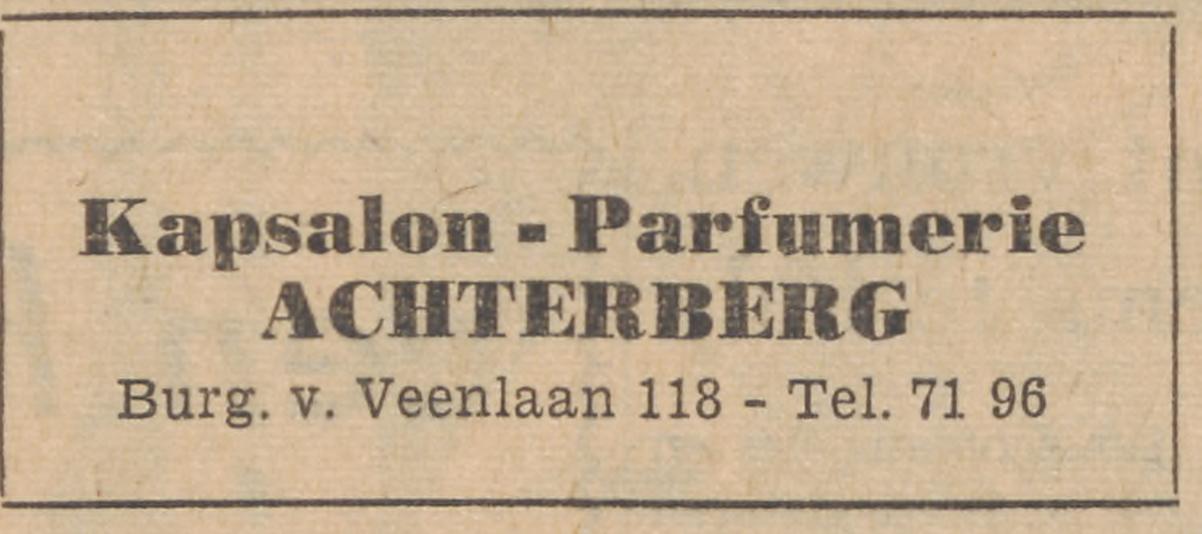 Kapsalon - Parfumerie
ACHTERBERG
Burg. v. Veenlaan 118 - Tel. 71 96